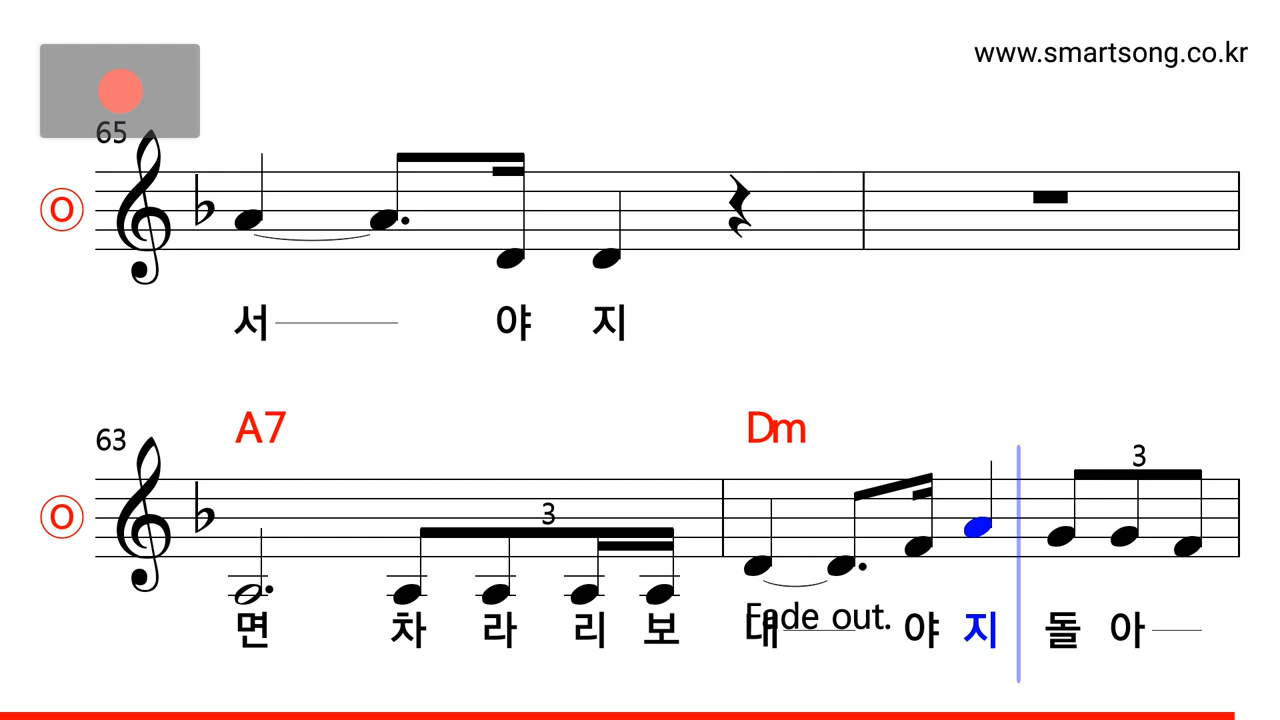 www.smartsong.co.kr
65
O
서 야 지
A7 Dm
63
3
3
O
Fade out.
면 차 라 리 보 내 야 지 돌 아